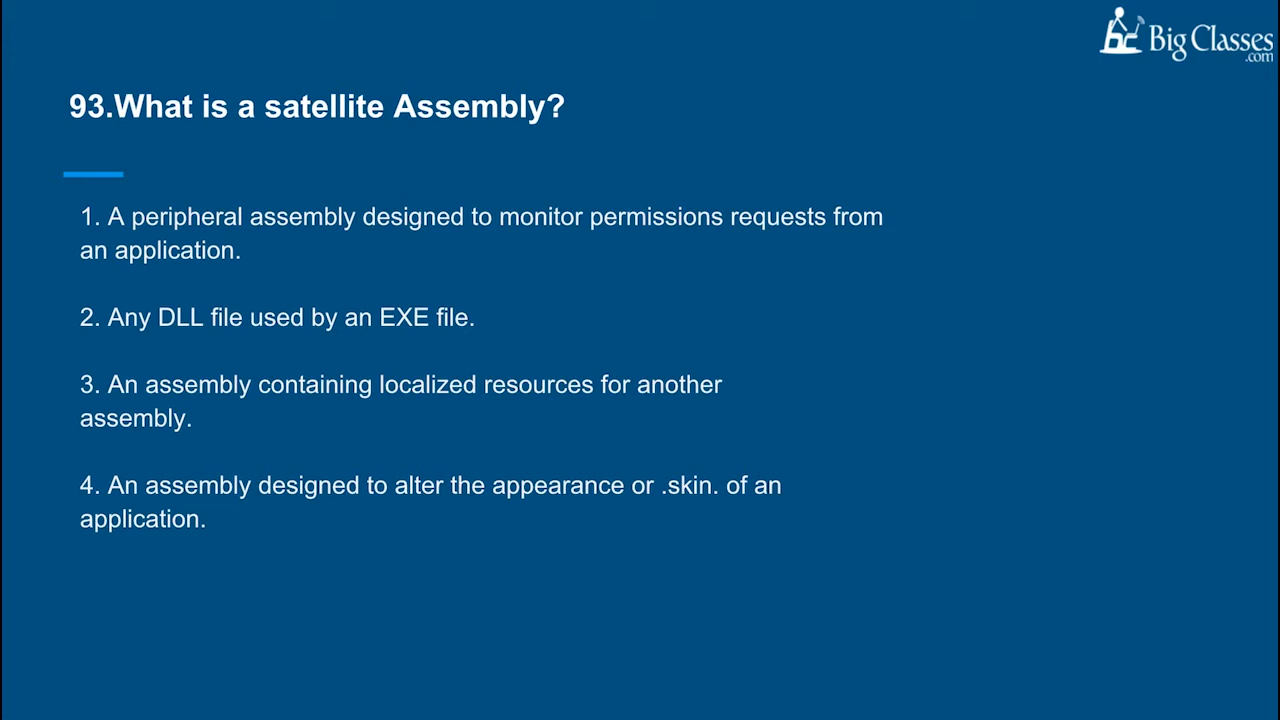 Big Classes
.com
93.What is a satellite Assembly?
1. A peripheral assembly designed to monitor permissions requests from
an application.
2. Any DLL file used by an EXE file.
3. An assembly containing localized resources for another
assembly.
4. An assembly designed to alter the appearance or .skin. of an
application.